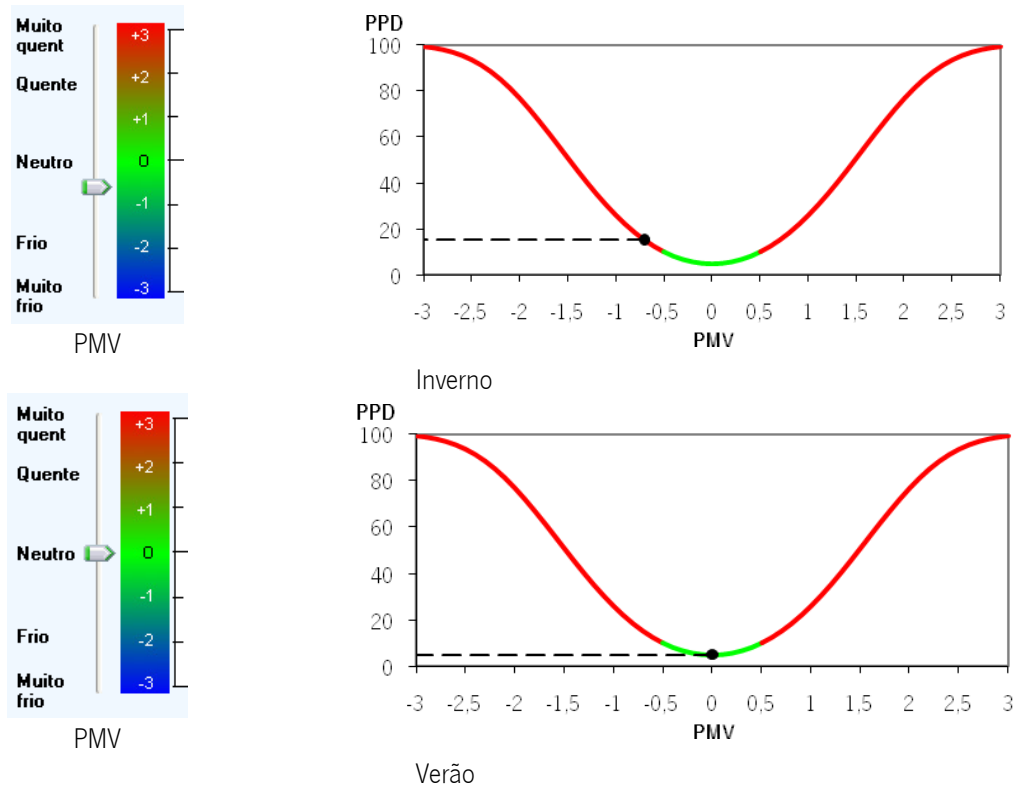 Muito
quent
Quente
Neutro
Frio
Muito
frio
+3
+2
+1
0
-1
-2
-3
PMV
PPD
100
80
60
40
20
0
-3 -2,5 -2 -1,5 -1 -0,5 0 0,5 1 1,5 2 2,5 3
PMV
Inverno
Muito
quent
Quente
Neutro
Frio
Muito
frio
+3
+2
+1
0
-1
-2
-3
PMV
PPD
100
80
60
40
20
0
-3 -2,5 -2 -1,5 -1 -0,5 0 0,5 1 1,5 2 2,5 3
PMV
Verão